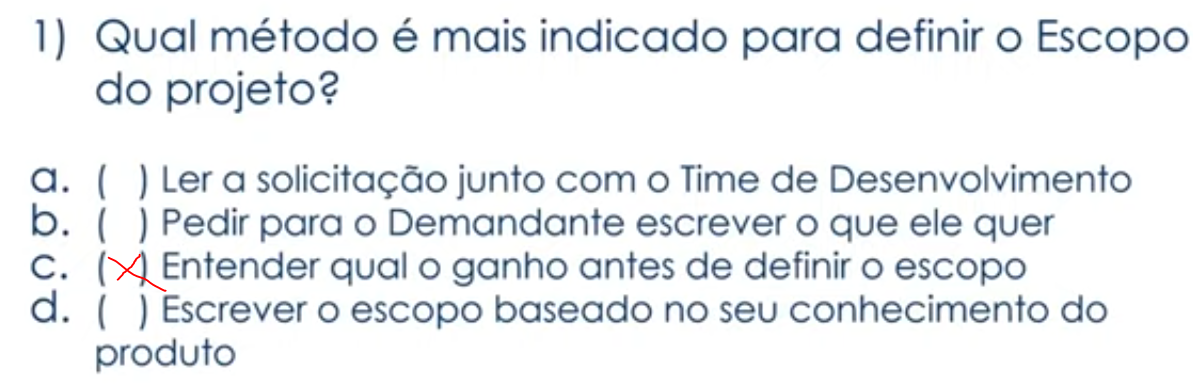 1) Qual método é mais indicado para definir o Escopo
do projeto?
a. ( ) Ler a solicitação junto com o Time de Desenvolvimento
b. ( ) Pedir para o Demandante escrever o que ele quer
c. (X) Entender qual o ganho antes de definir o escopo
d. ( ) Escrever o escopo baseado no seu conhecimento do
produto